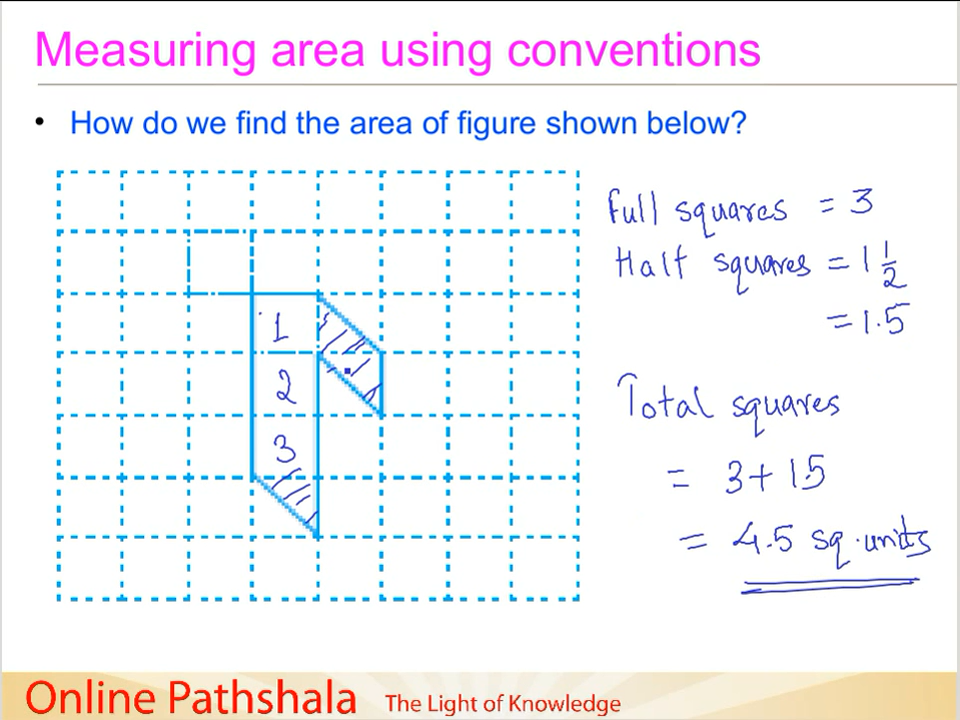 Measuring area using conventions
• How do we find the area of figure shown below?
Full squares = 3
Half squares = 1 1/2
= 1.5
1
2
3
Total squares
= 3 + 1.5
= 4.5 sq.units
Online Pathshala The Light of Knowledge